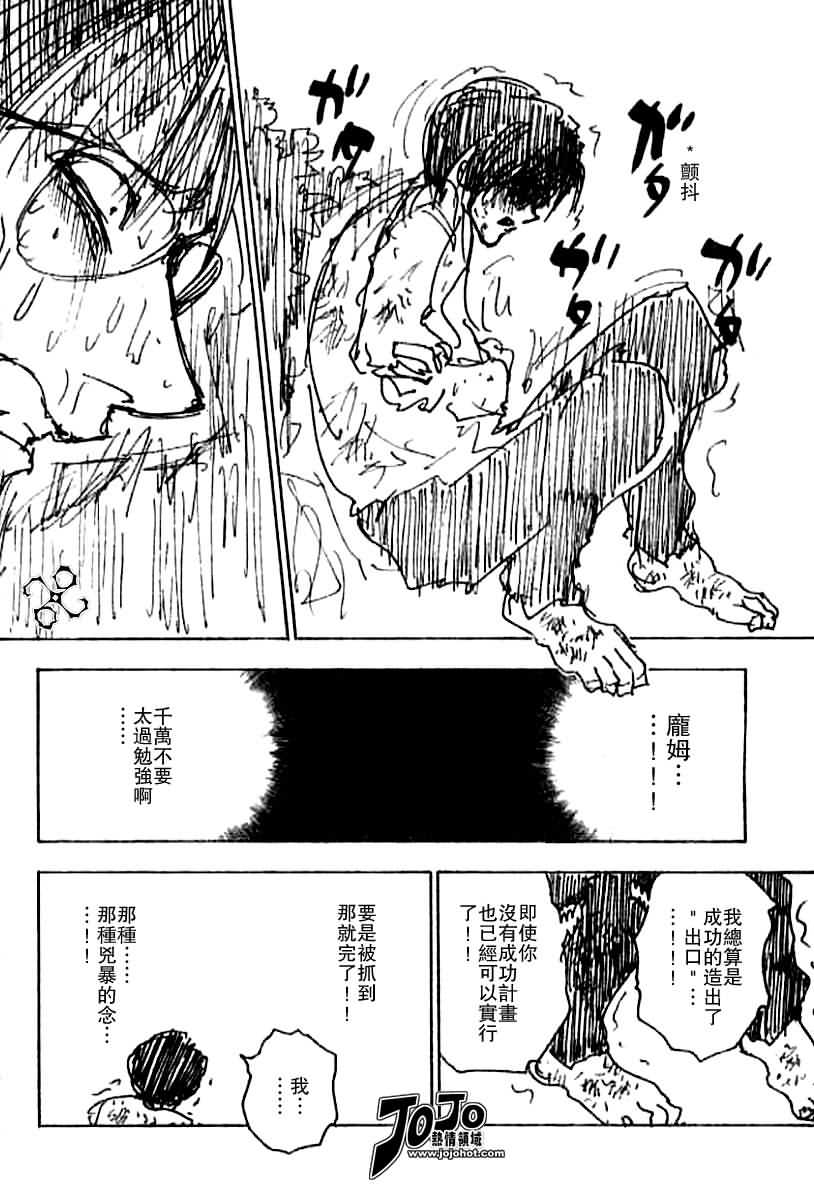 ガタ
ガタ
*顫抖
ガタ
ガタ
龐姆…
…!!!!
千萬不要
太過勉強啊
……
我總算是
成功的造出了
"出口"…
…!!!!
即使你
沒有成功計畫
也已經可以實行
了!!
要是被抓到
那就完了!!
我…
……
那種……
那種兇暴的念…
…!!
JOJO
熱情領域
www.jojohot.com